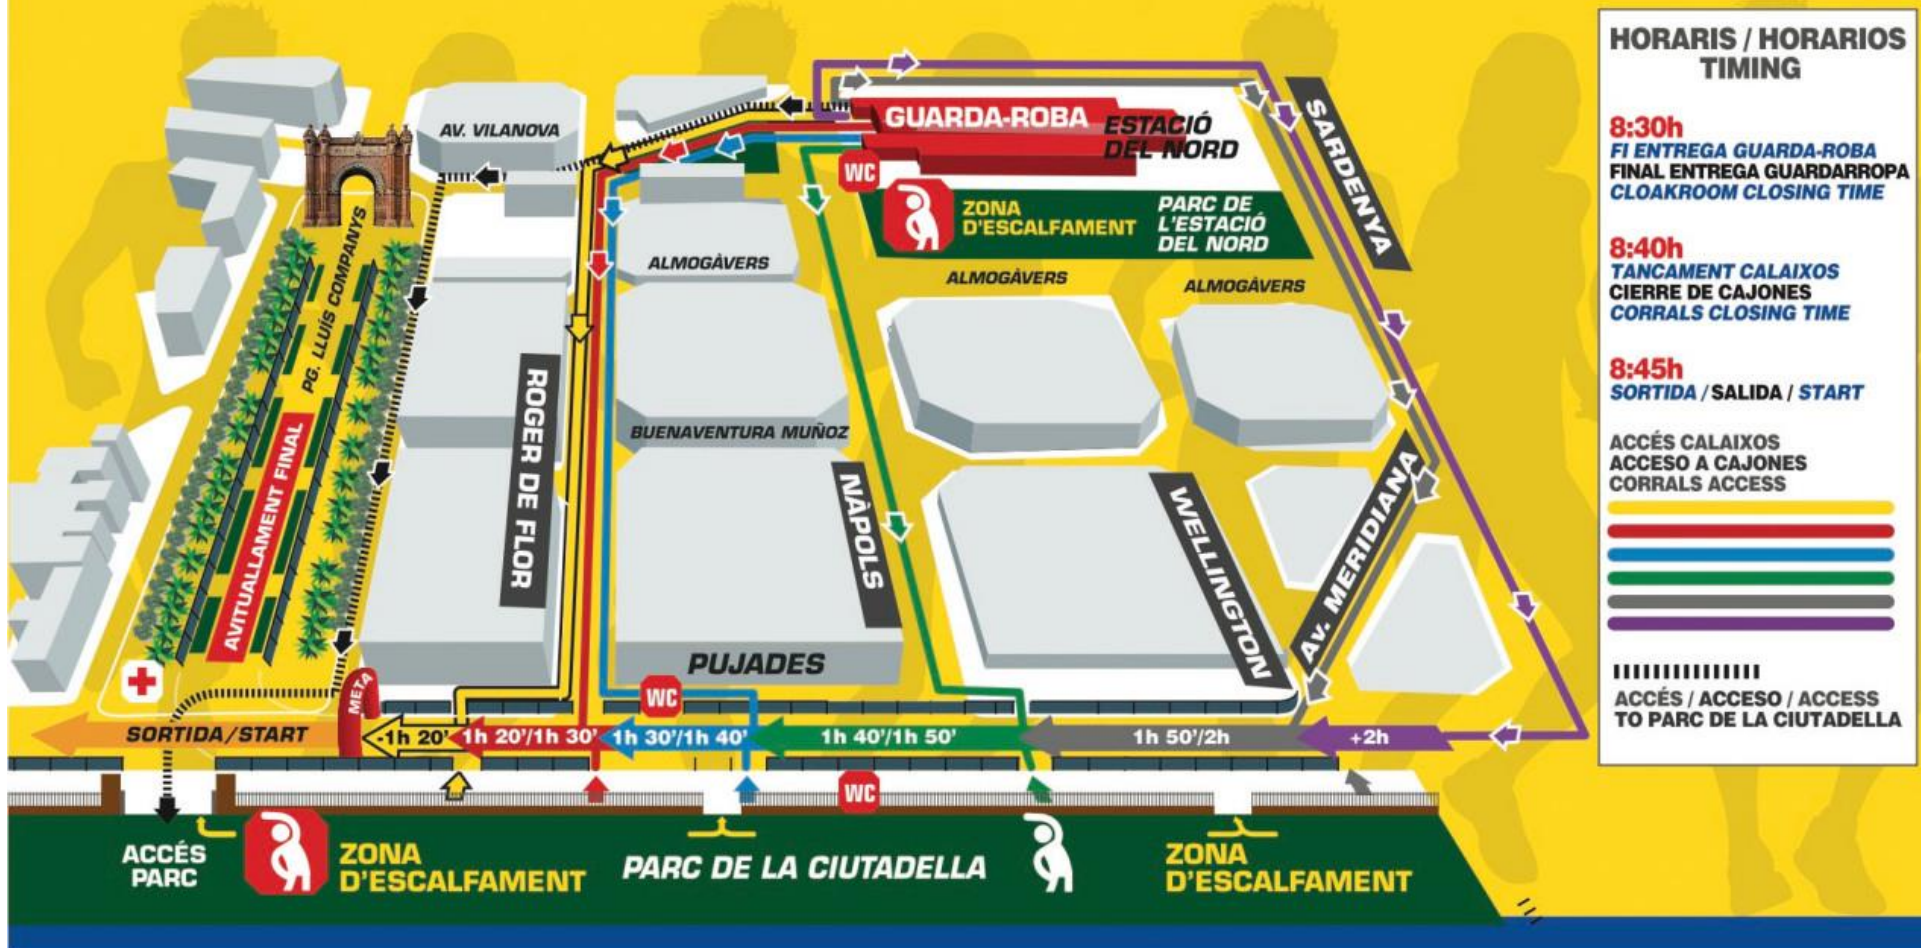 HORARIS / HORARIOS
TIMING
8:30h
FI ENTREGA GUARDA-ROBA
FINAL ENTREGA GUARDARROPA
CLOAKROOM CLOSING TIME
8:40h
TANCAMENT CALAIXOS
CIERRE DE CAJONES
CORRALS CLOSING TIME
8:45h
SORTIDA / SALIDA / START
ACCÉS CALAIXOS
ACCESO A CAJONES
CORRALS ACCESS
ACCÉS / ACCESO / ACCESS
TO PARC DE LA CIUTADELLA
AV. VILANOVA
GUARDA-ROBA
ESTACIÓ
DEL NORD
WC
ZONA
D'ESCALFAMENT
PARC DE
L'ESTACIÓ
DEL NORD
SARDENYA
PG. LLUÍS COMPANYS
ALMOGÀVERS
ALMOGÀVERS
ALMOGÀVERS
AVITUALLAMENT FINAL
ROGER DE FLOR
BUENAVENTURA MUÑOZ
NÀPOLS
WELLINGTON
Av. MERIDIANA
PUJADES
WC
META
SORTIDA/START
-1h 20'
1h 20'/1h 30'
1h 30'/1h 40'
1h 40'/1h 50'
1h 50'/2h
+2h
WC
ACCÉS
PARC
ZONA
D'ESCALFAMENT
PARC DE LA CIUTADELLA
ZONA
D'ESCALFAMENT